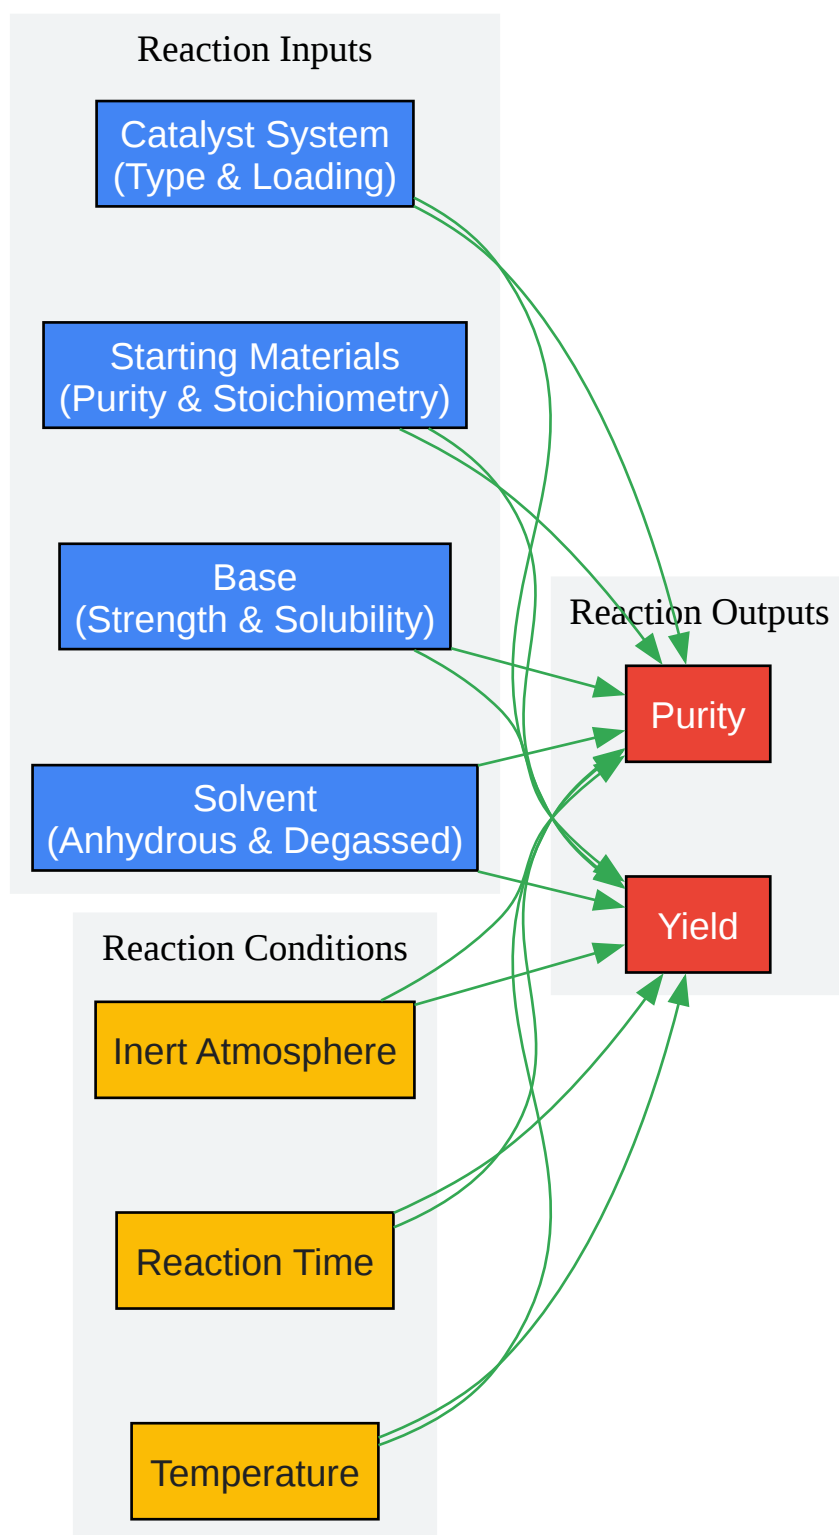 Reaction Inputs
Catalyst System
(Type & Loading)
Starting Materials
(Purity & Stoichiometry)
Base
(Strength & Solubility)
Solvent
(Anhydrous & Degassed)
Reaction Conditions
Inert Atmosphere
Reaction Time
Temperature
Reaction Outputs
Purity
Yield